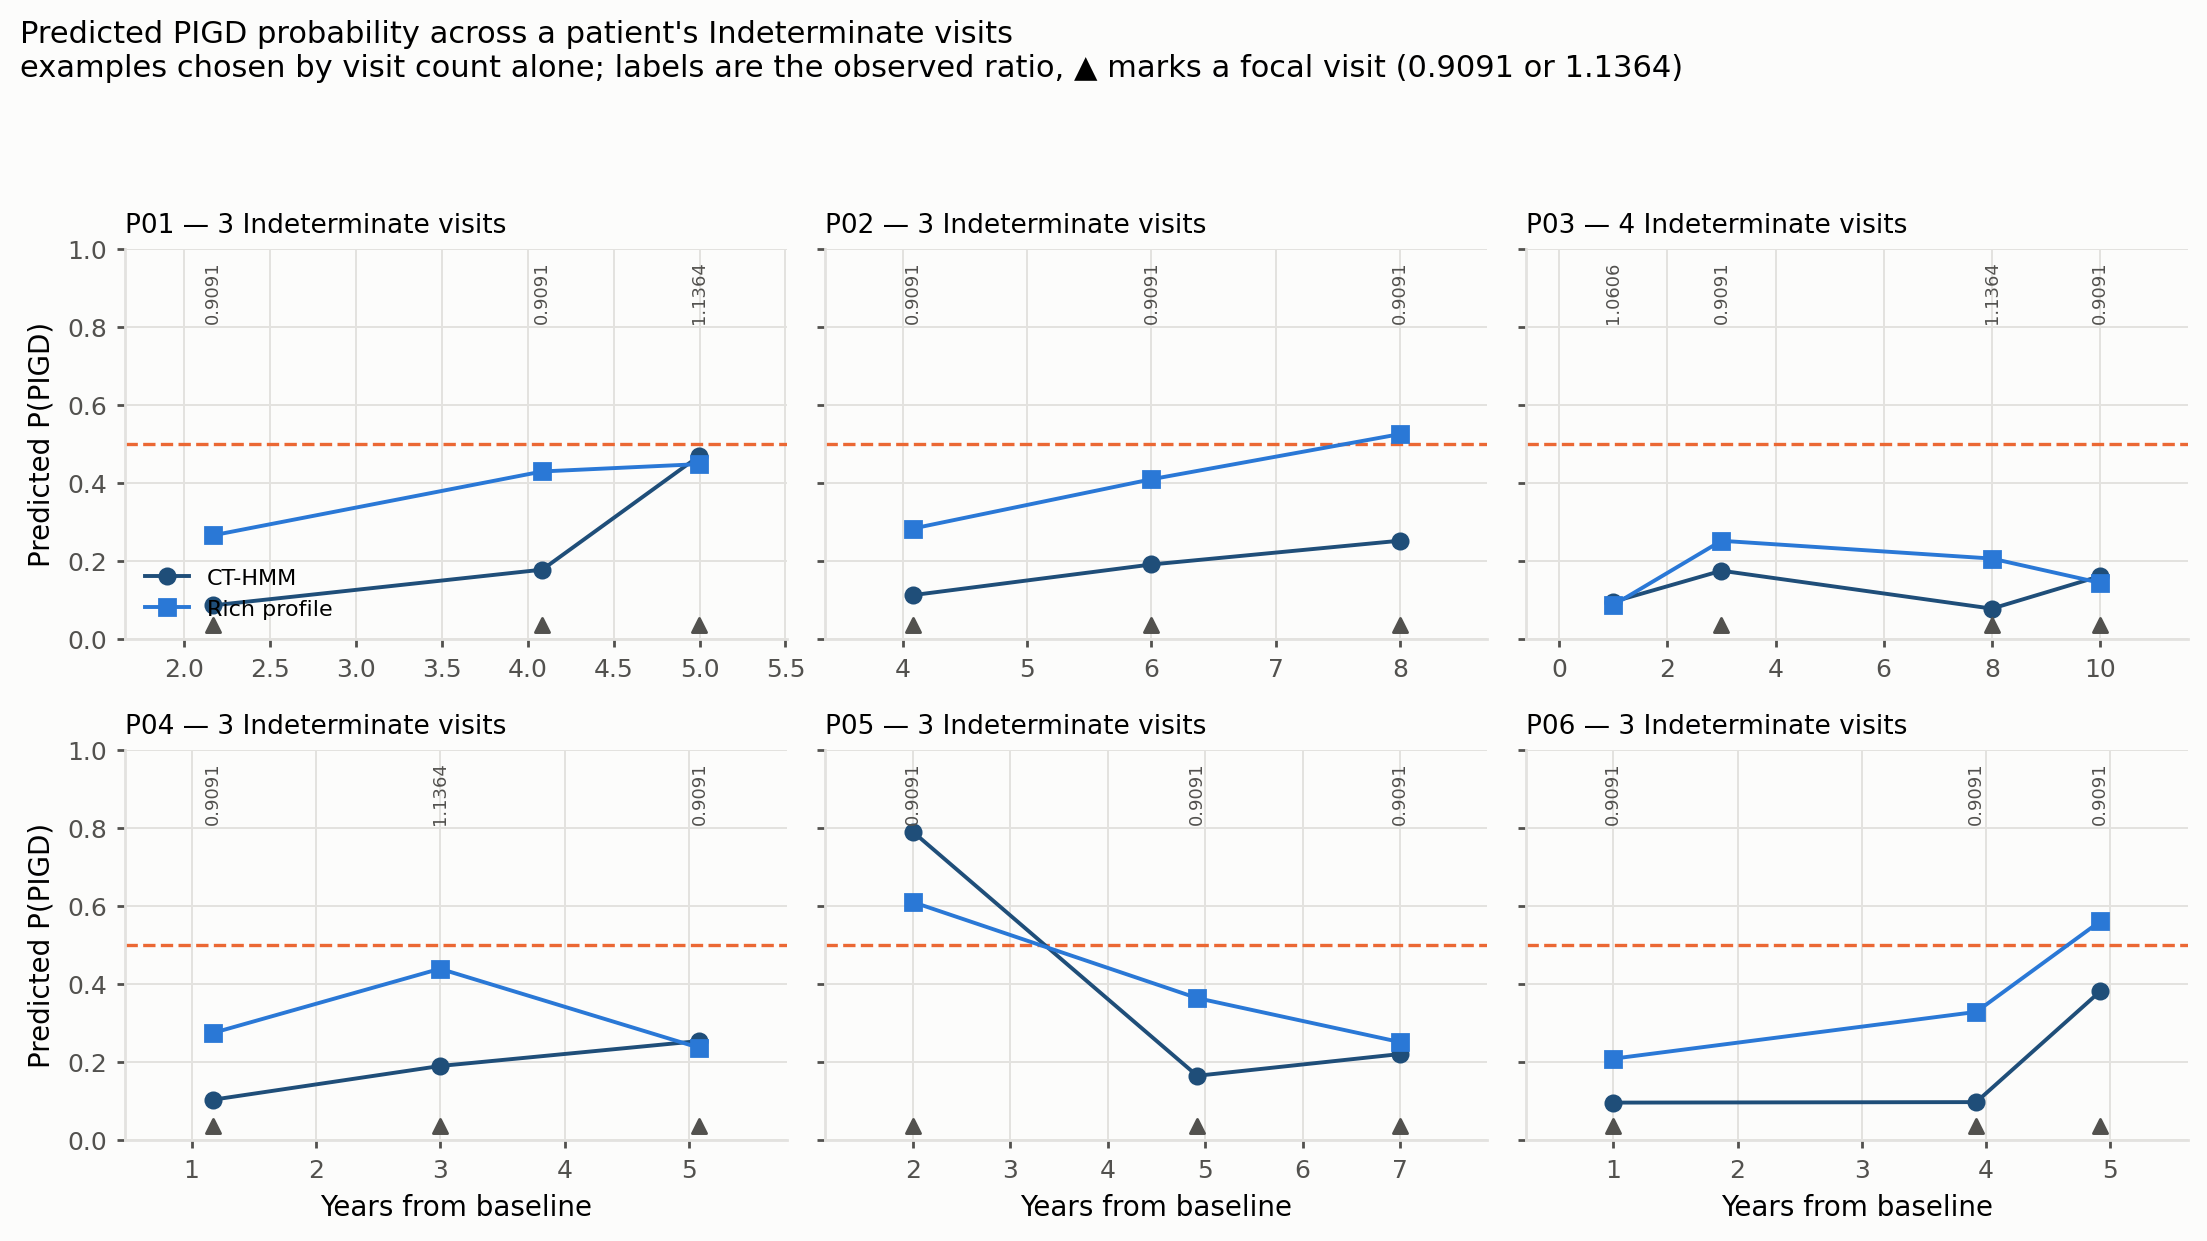 Predicted PIGD probability across a patient's Indeterminate visits
examples chosen by visit count alone; labels are the observed ratio, ▲ marks a focal visit (0.9091 or 1.1364)
P01 — 3 Indeterminate visits
P02 — 3 Indeterminate visits
P03 — 4 Indeterminate visits
Predicted P(PIGD)
1.0
0.8
0.6
0.4
0.2
0.0
0.9091
0.9091
1.1364
CT-HMM
Rich profile
2.0 2.5 3.0 3.5 4.0 4.5 5.0 5.5
0.9091
0.9091
0.9091
4 5 6 7 8
1.0606
0.9091
1.1364
0.9091
0 2 4 6 8 10
P04 — 3 Indeterminate visits
P05 — 3 Indeterminate visits
P06 — 3 Indeterminate visits
Predicted P(PIGD)
1.0
0.8
0.6
0.4
0.2
0.0
0.9091
1.1364
0.9091
1 2 3 4 5
Years from baseline
0.9091
0.9091
0.9091
2 3 4 5 6 7
Years from baseline
0.9091
0.9091
0.9091
1 2 3 4 5
Years from baseline